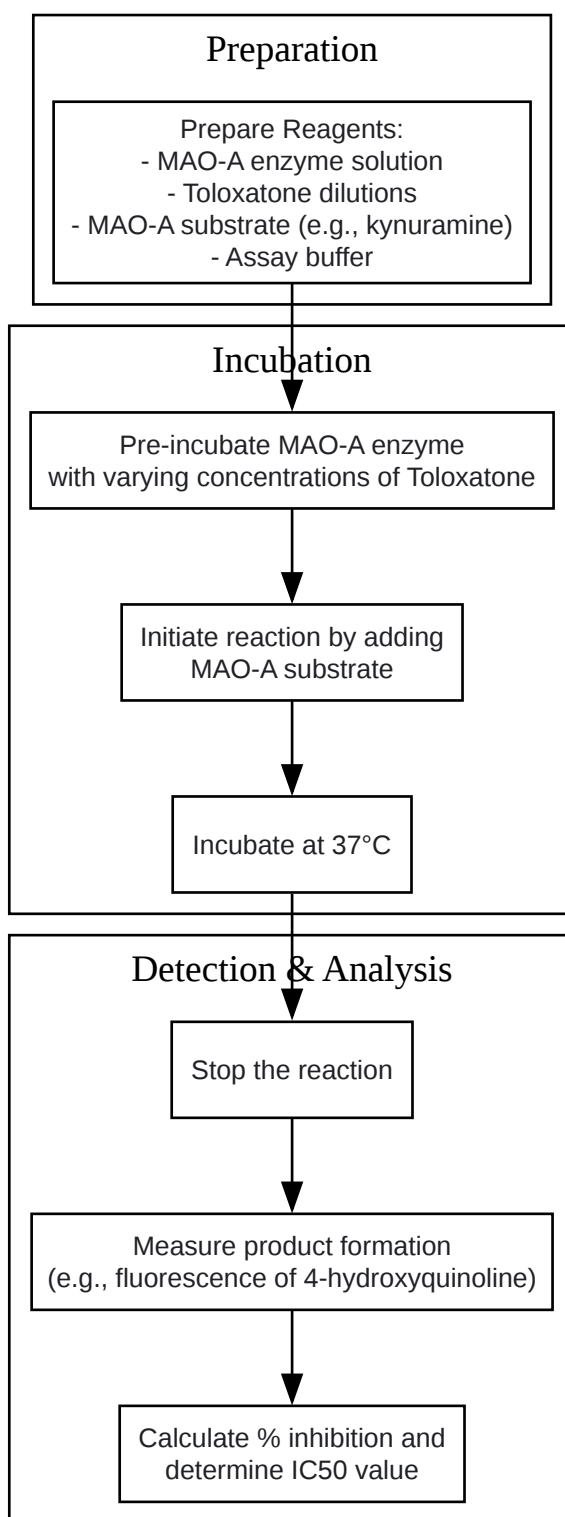 Preparation
Prepare Reagents:
- MAO-A enzyme solution
- Toloxatone dilutions
- MAO-A substrate (e.g., kynuramine)
- Assay buffer
Incubation
Pre-incubate MAO-A enzyme
with varying concentrations of Toloxatone
Initiate reaction by adding
MAO-A substrate
Incubate at 37°C
Detection & Analysis
Stop the reaction
Measure product formation
(e.g., fluorescence of 4-hydroxyquinoline)
Calculate % inhibition and
determine IC50 value